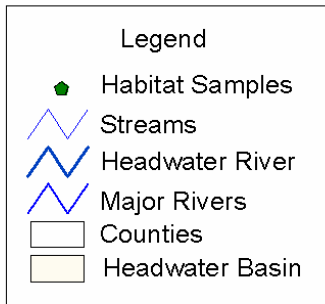 Legend
Habitat Samples
Streams
Headwater River
Major Rivers
Counties
Headwater Basin